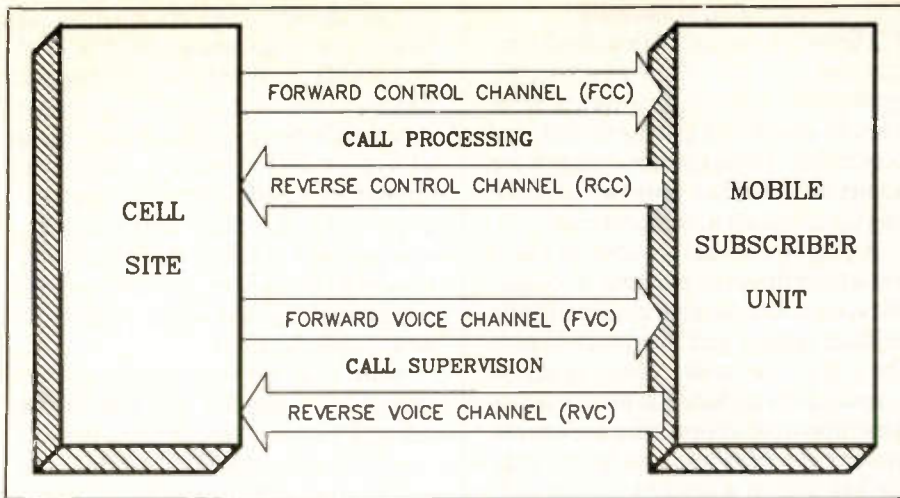 CELL
SITE
FORWARD CONTROL CHANNEL (FCC)
CALL PROCESSING
REVERSE CONTROL CHANNEL (RCC)
FORWARD VOICE CHANNEL (FVC)
CALL SUPERVISION
REVERSE VOICE CHANNEL (RVC)
MOBILE
SUBSCRIBER
UNIT